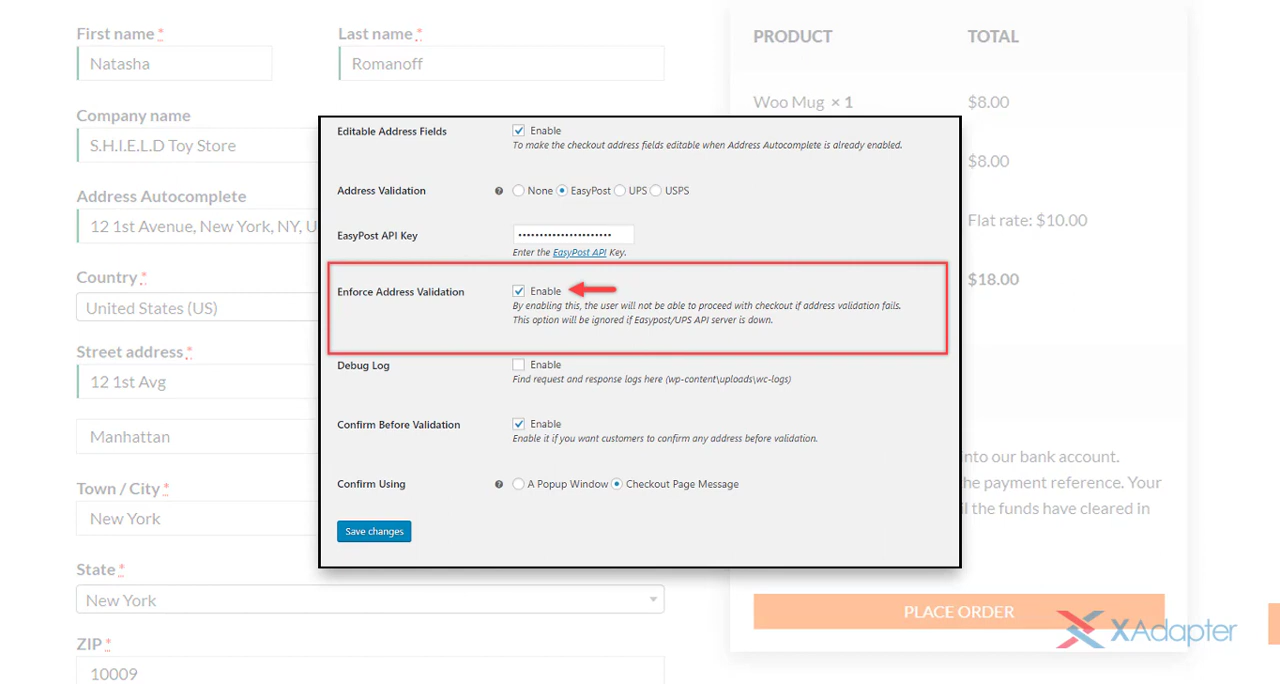 First name *
Last name *
Natasha
Romanoff
Company name
S.H.I.E.L.D Toy Store
Address Autocomplete
12 1st Avenue, New York, NY, U
Country *
United States (US)
Street address *
12 1st Avg
Manhattan
Town / City *
New York
State *
New York
ZIP *
10009
Editable Address Fields
Enable
To make the checkout address fields editable when Address Autocomplete is already enabled.
Address Validation
None EasyPost UPS USPS
EasyPost API Key
••••••••••••••••••••••
Enter the EasyPost API Key.
Enforce Address Validation
Enable
By enabling this, the user will not be able to proceed with checkout if address validation fails.
This option will be ignored if Easypost/UPS API server is down.
Debug Log
Enable
Find request and response logs here (wp-content\uploads\wc-logs)
Confirm Before Validation
Enable
Enable it if you want customers to confirm any address before validation.
Confirm Using
A Popup Window Checkout Page Message
Save changes
PRODUCT TOTAL
Woo Mug × 1 $8.00
$8.00
Flat rate: $10.00
$18.00
into our bank account.
he payment reference. Your
l the funds have cleared in
PLACE ORDER
XAdapter